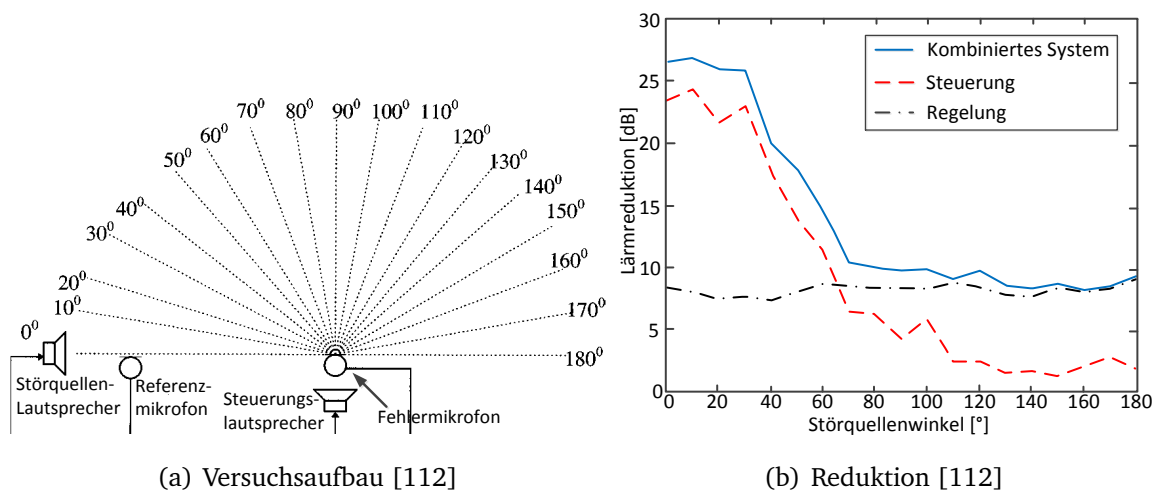 0⁰
10⁰
20⁰
30⁰
40⁰
50⁰
60⁰
70⁰
80⁰
90⁰
100⁰
110⁰
120⁰
130⁰
140⁰
150⁰
160⁰
170⁰
180⁰
Störquellen-
Lautsprecher
Referenz-
mikrofon
Steuerungs-
lautsprecher
Fehlermikrofon
(a) Versuchsaufbau [112]
Lärmreduktion [dB]
30
25
20
15
10
5
0
Kombiniertes System
Steuerung
Regelung
0 20 40 60 80 100 120 140 160 180
Störquellenwinkel [°]
(b) Reduktion [112]